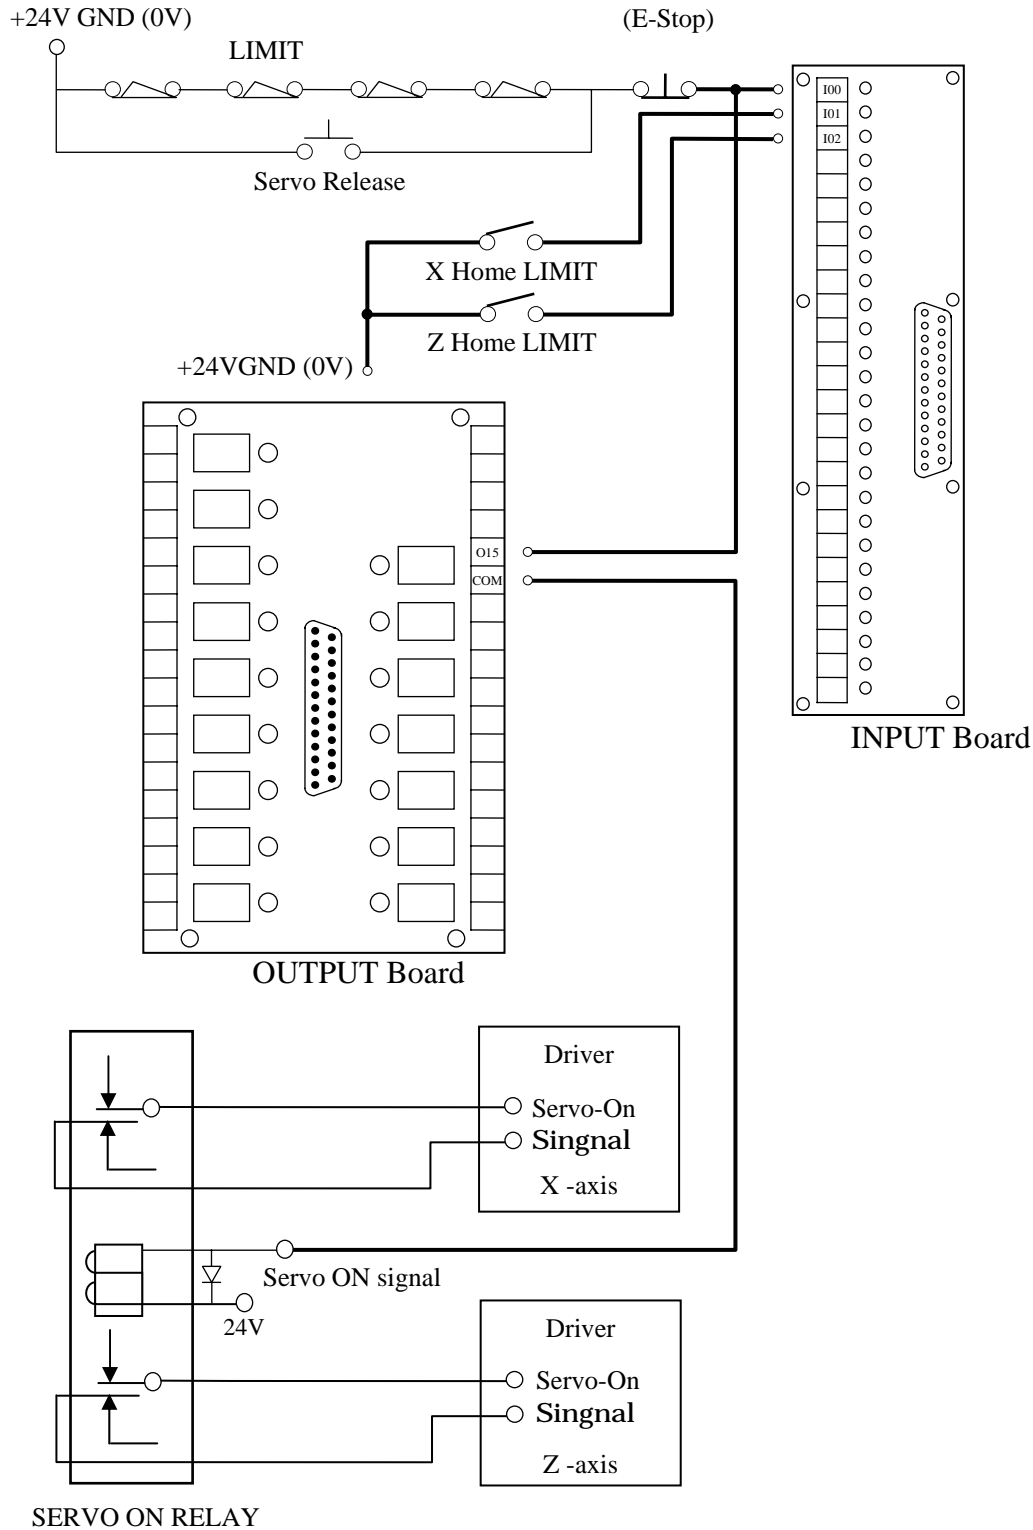 +24V GND (0V)
(E-Stop)
LIMIT
I00
I01
I02
Servo Release
X Home LIMIT
Z Home LIMIT
+24VGND (0V)
O15
COM
INPUT Board
OUTPUT Board
Driver
Servo-On
Singnal
X -axis
Servo ON signal
24V
Driver
Servo-On
Singnal
Z -axis
SERVO ON RELAY